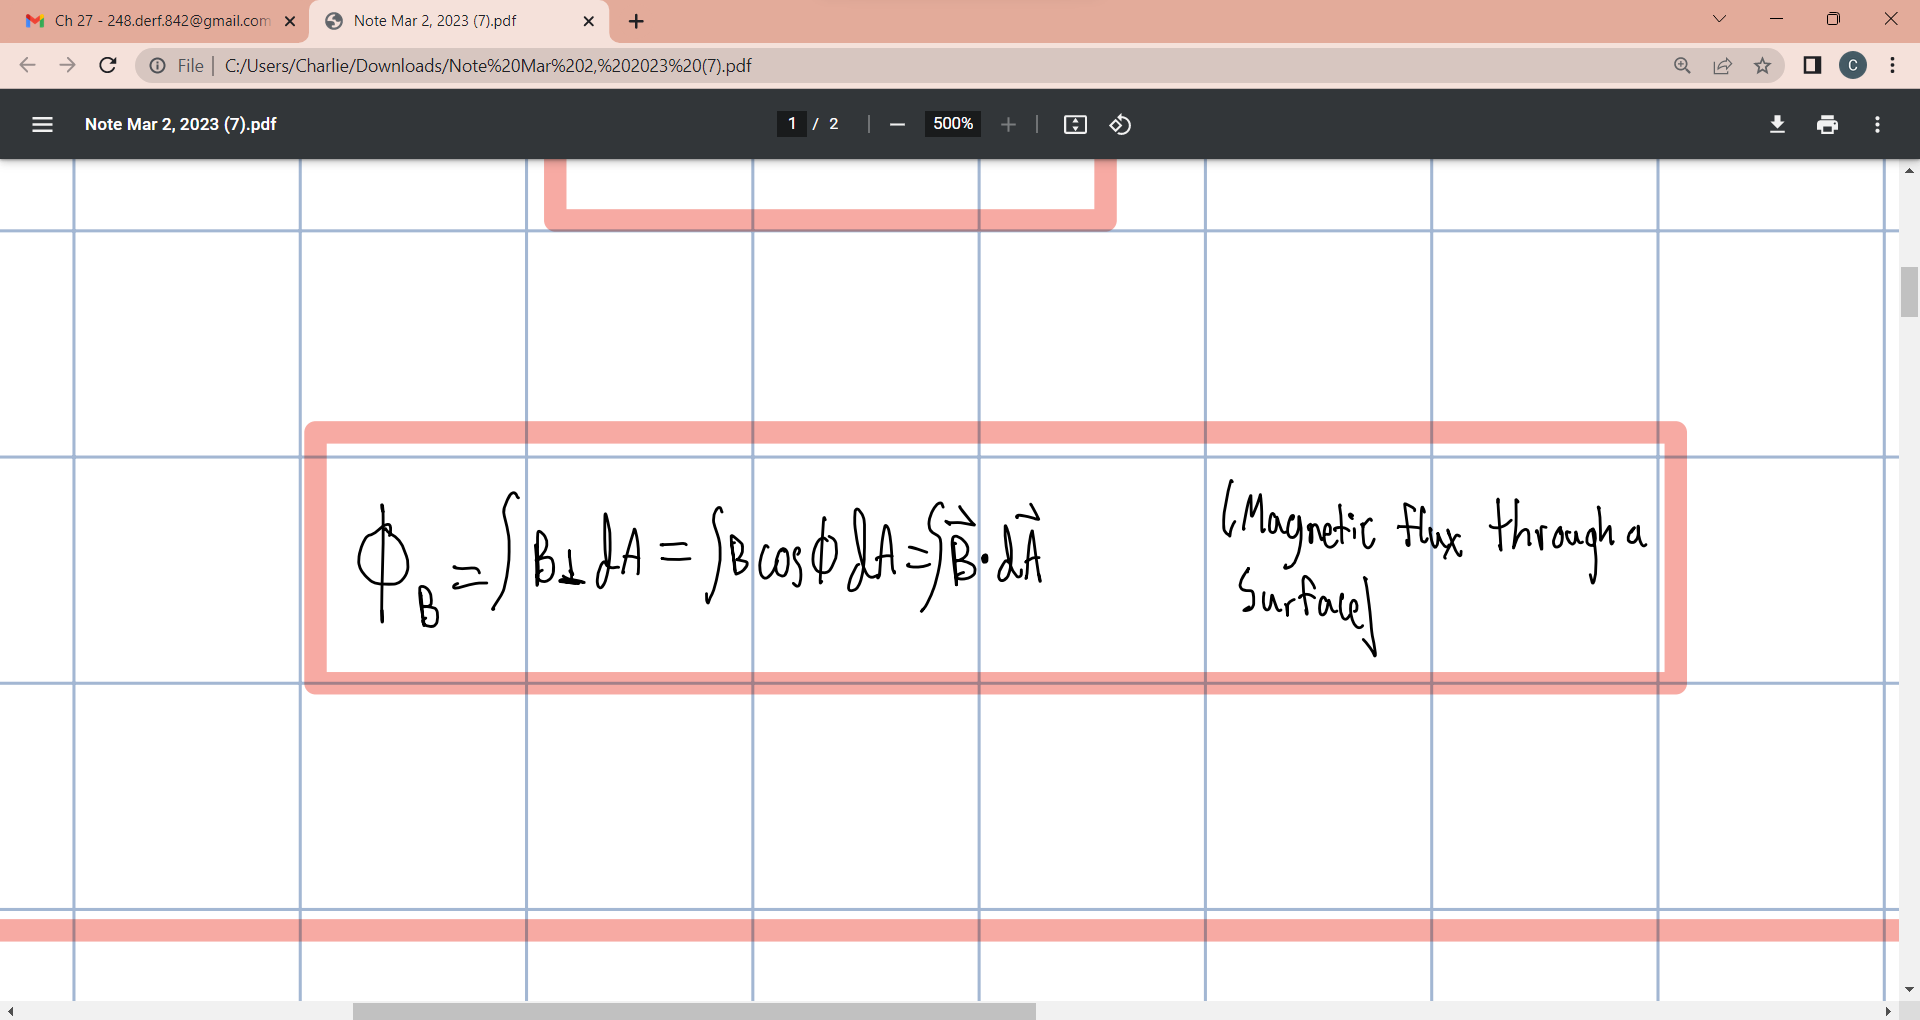 Ch 27 - 248.derf.842@gmail.com
Note Mar 2, 2023 (7).pdf
File | C:/Users/Charlie/Downloads/Note%20Mar%202,%202023%20(7).pdf
C
Note Mar 2, 2023 (7).pdf
1 / 2
500%
ϕ_B = ∫ B⊥ dA = ∫ B cos ϕ dA = ∫ B⃗ · dA⃗
(Magnetic flux through a
Surface)